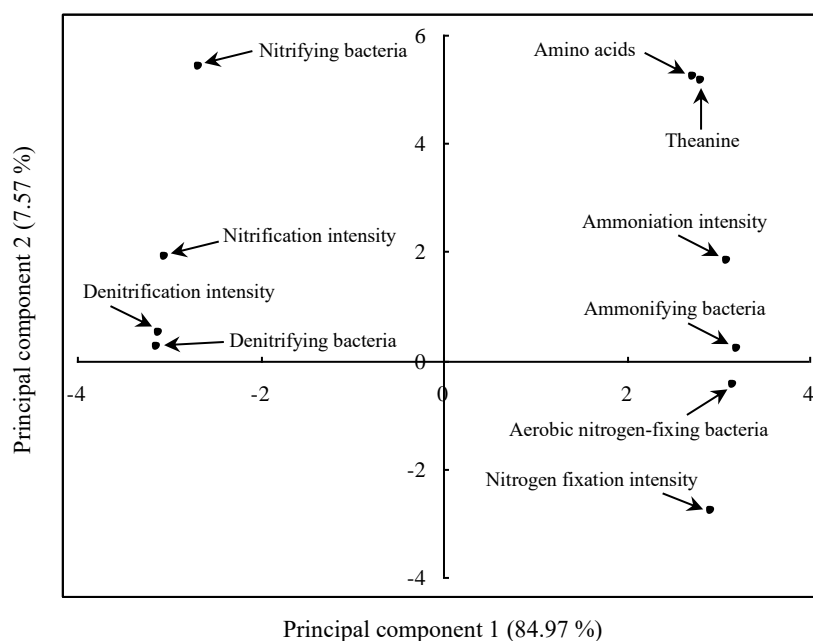 6
Nitrifying bacteria
Amino acids
4
Theanine
Nitrification intensity
Ammoniation intensity
2
Denitrification intensity
Ammonifying bacteria
Denitrifying bacteria
0
-4
-2
0
2
4
Aerobic nitrogen-fixing bacteria
-2
Nitrogen fixation intensity
-4
Principal component 2 (7.57 %)
Principal component 1 (84.97 %)